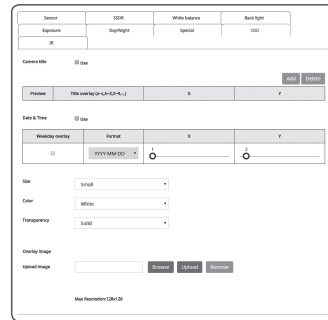 Sensor SSDR White balance Back light
Exposure Day/Night Special OSD
IR
Camera title Use
Add Delete
Preview Title overlay (a~z,A~Z,0~9,-,.) X Y
Date & Time Use
Weekday overlay Format X Y
YYYY-MM-DD 1 2
Size Small
Color White
Transparency Solid
Overlay image
Upload image Browse Upload Remove
Max Resolution:128x128